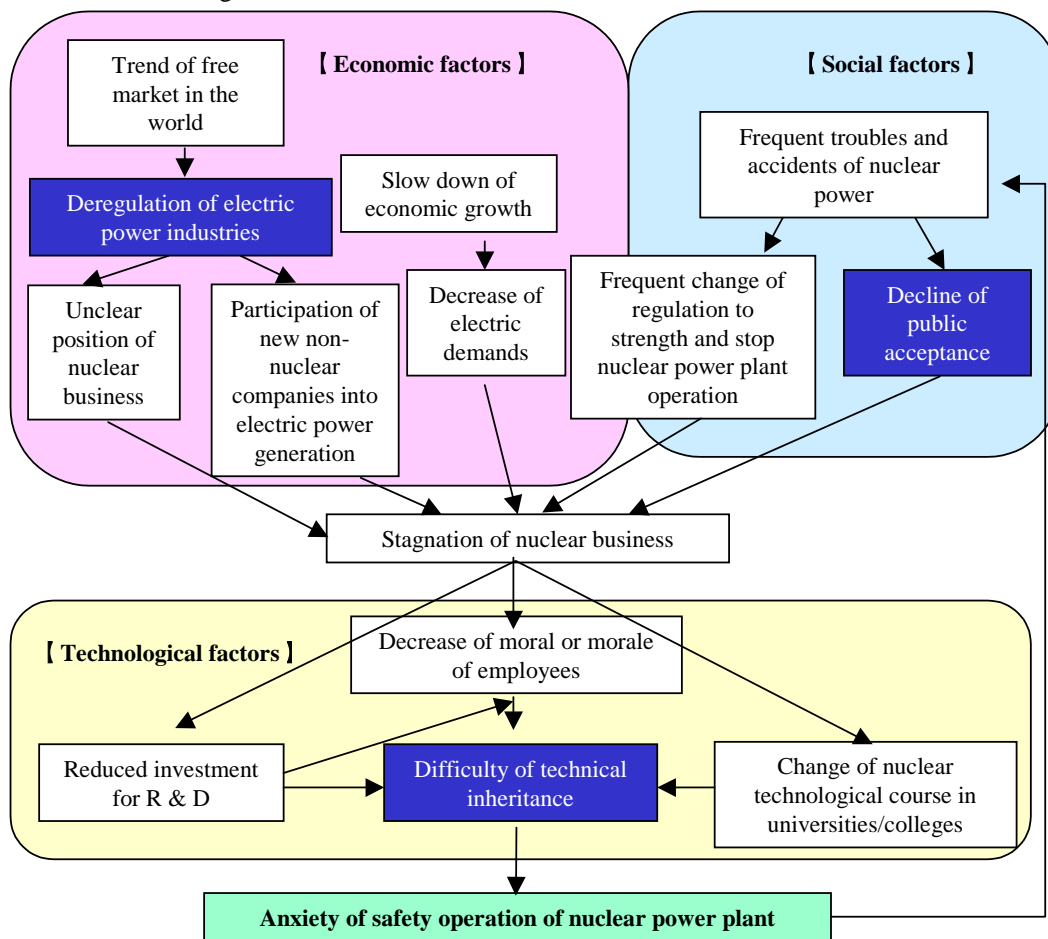 【 Economic factors 】
【 Social factors 】
Trend of free
market in the
world
Frequent troubles and
accidents of nuclear
power
Slow down of
economic growth
Deregulation of electric
power industries
Unclear
position of
nuclear
business
Participation of
new non-
nuclear
companies into
electric power
generation
Decrease of
electric
demands
Frequent change of
regulation to
strength and stop
nuclear power plant
operation
Decline of
public
acceptance
Stagnation of nuclear business
【 Technological factors 】
Decrease of moral or morale
of employees
Reduced investment
for R & D
Difficulty of technical
inheritance
Change of nuclear
technological course in
universities/colleges
Anxiety of safety operation of nuclear power plant